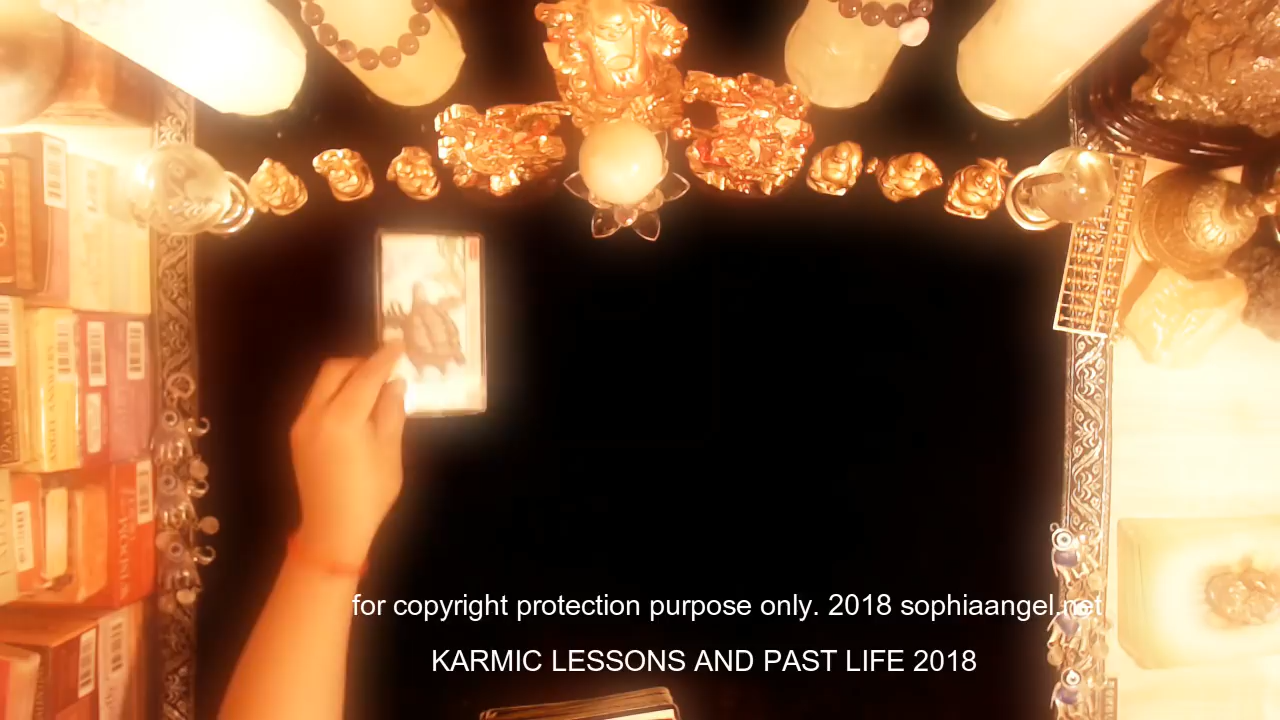 for copyright protection purpose only. 2018 sophiaangel.net
KARMIC LESSONS AND PAST LIFE 2018